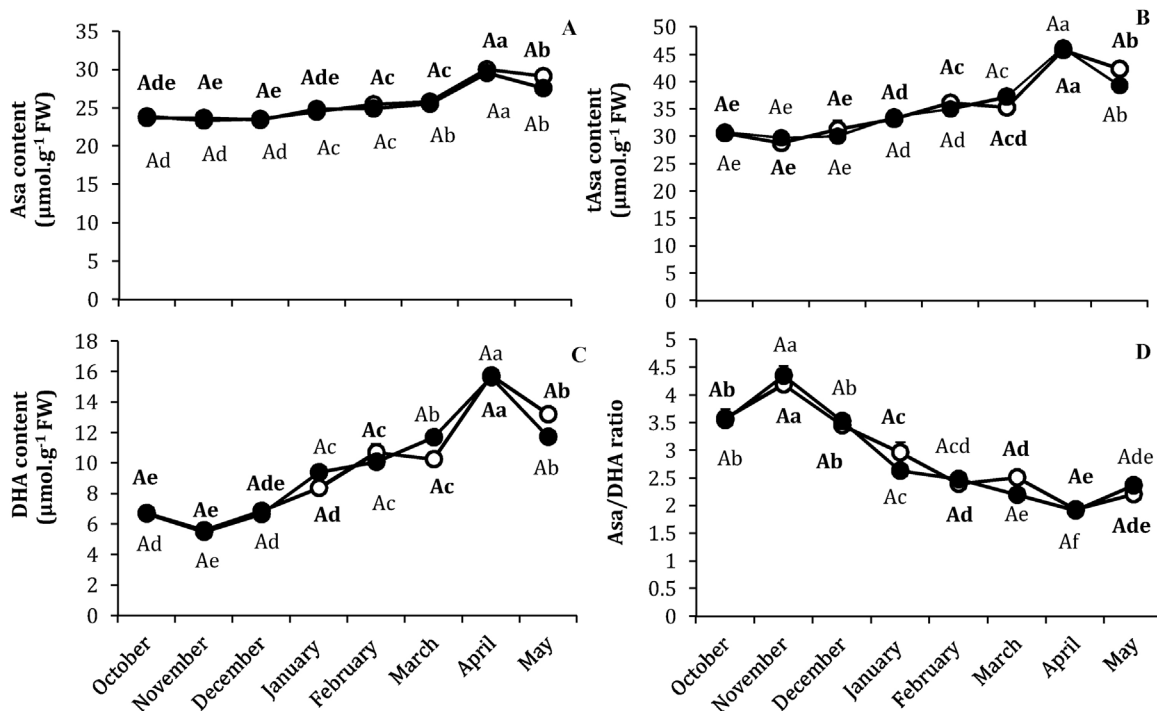 A
Asa content
(μmol.g⁻¹ FW)
35
30
25
20
15
10
5
0
Ade
Ae
Ae
Ade
Ac
Ac
Aa
Ab
Ad
Ad
Ad
Ac
Ac
Ab
Aa
Ab
B
tAsa content
(μmol.g⁻¹ FW)
50
45
40
35
30
25
20
15
10
5
0
Ae
Ae
Ae
Ad
Ac
Ac
Aa
Ab
Ae
Ae
Ae
Ad
Ad
Acd
Aa
Ab
C
DHA content
(μmol.g⁻¹ FW)
18
16
14
12
10
8
6
4
2
0
Ae
Ae
Ade
Ac
Ac
Ab
Aa
Ab
Ad
Ae
Ad
Ad
Ac
Ac
Aa
Ab
October
November
December
January
February
March
April
May
D
Asa/DHA ratio
5
4.5
4
3.5
3
2.5
2
1.5
1
0.5
0
Ab
Aa
Ab
Ac
Acd
Ad
Ae
Ade
Ab
Aa
Ab
Ac
Ad
Ae
Af
Ade
October
November
December
January
February
March
April
May